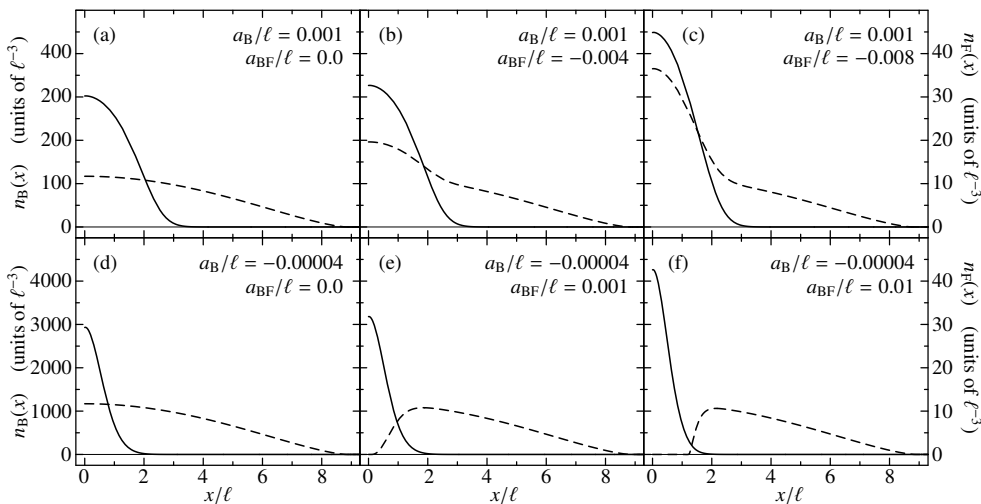 (a)
a_B/ℓ = 0.001
a_BF/ℓ = 0.0
(b)
a_B/ℓ = 0.001
a_BF/ℓ = −0.004
(c)
a_B/ℓ = 0.001
a_BF/ℓ = −0.008
n_B(x) (units of ℓ⁻³)
400
300
200
100
0
40
30
20
10
0
n_F(x) (units of ℓ⁻³)
(d)
a_B/ℓ = −0.00004
a_BF/ℓ = 0.0
(e)
a_B/ℓ = −0.00004
a_BF/ℓ = 0.001
(f)
a_B/ℓ = −0.00004
a_BF/ℓ = 0.01
n_B(x) (units of ℓ⁻³)
4000
3000
2000
1000
0
40
30
20
10
0
n_F(x) (units of ℓ⁻³)
0 2 4 6 8
0 2 4 6 8
0 2 4 6 8
x/ℓ
x/ℓ
x/ℓ